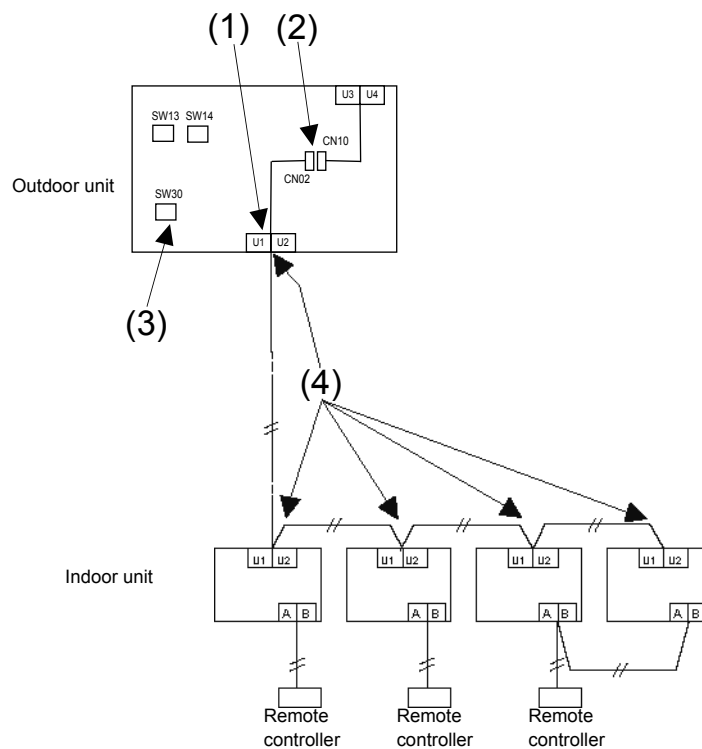 (1) (2)
U3 U4
SW13 SW14
CN10
CN02
Outdoor unit
SW30
U1 U2
(3)
(4)
U1 U2 U1 U2 U1 U2 U1 U2
Indoor unit
A B A B A B A B
Remote controller
Remote controller
Remote controller